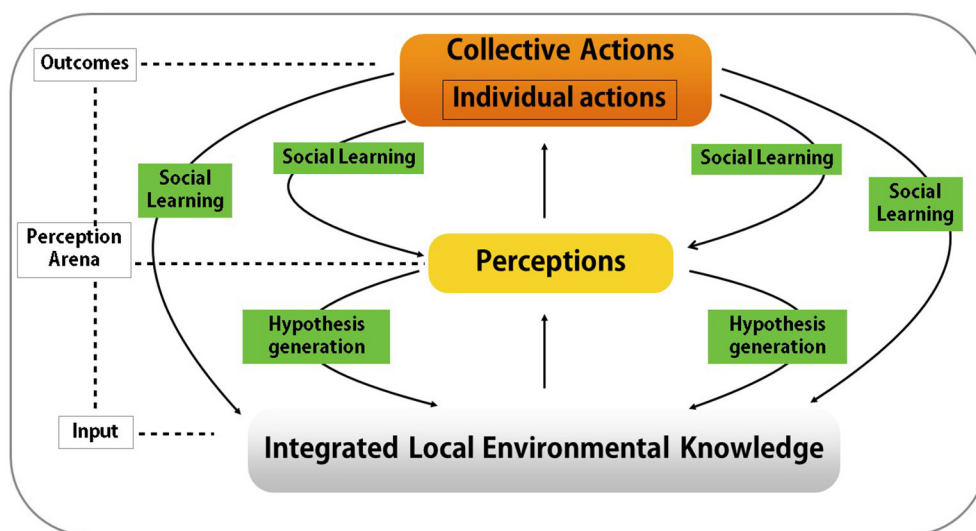 Collective Actions
Outcomes
Individual actions
Social Learning
Social Learning
Social
Learning
Social
Learning
Perception
Arena
Perceptions
Hypothesis
generation
Hypothesis
generation
Input
Integrated Local Environmental Knowledge